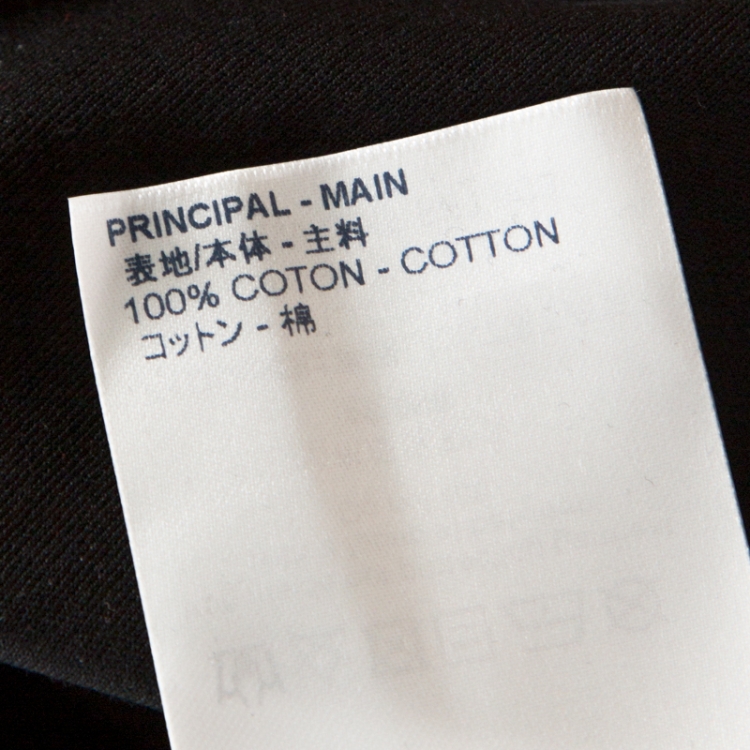 PRINCIPAL - MAIN
表地/本体 - 主料
100% COTON - COTTON
コットン - 棉